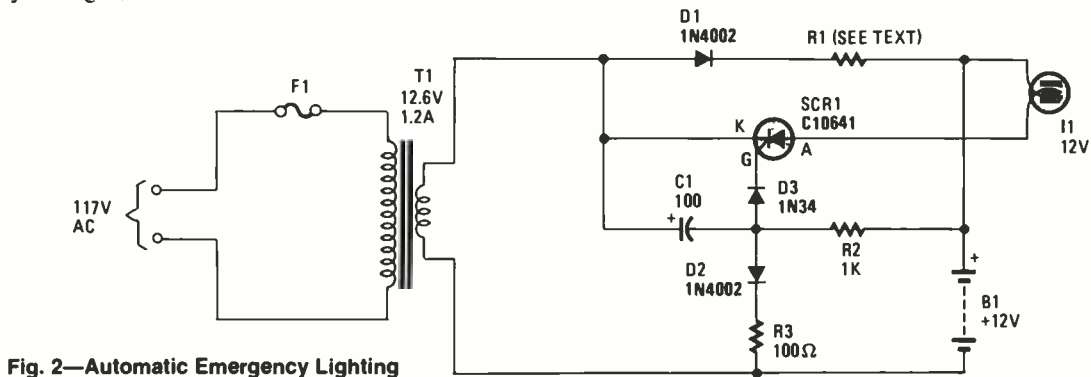 D1
1N4002
R1 (SEE TEXT)
F1
T1
12.6V
1.2A
SCR1
C10641
K
A
G
I1
12V
117V
AC
C1
100
+
D3
1N34
R2
1K
D2
1N4002
R3
100Ω
+
B1
+12V
Fig. 2—Automatic Emergency Lighting